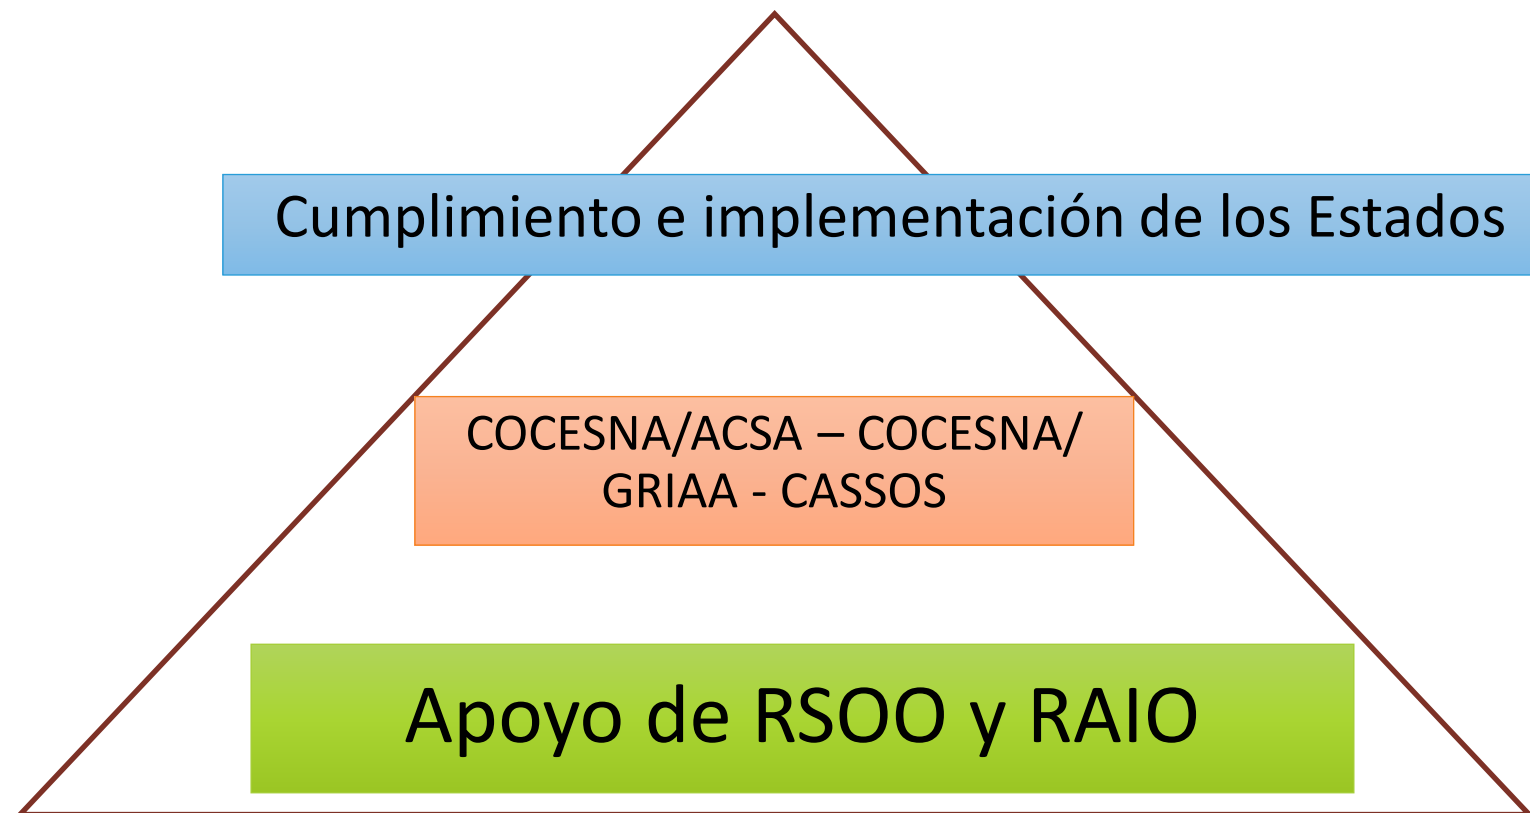 Cumplimiento e implementación de los Estados
COCESNA/ACSA – COCESNA/
GRIAA - CASSOS
Apoyo de RSOO y RAIO